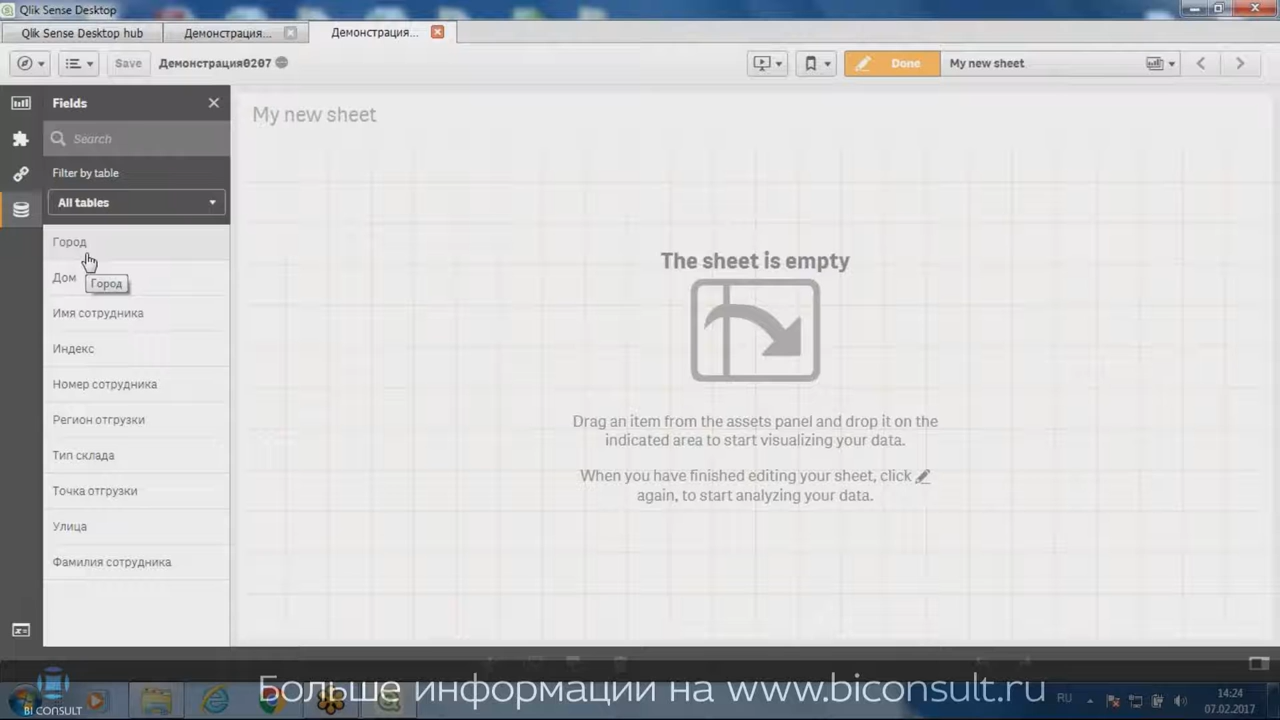 Qlik Sense Desktop
Qlik Sense Desktop hub
Демонстрация...
Демонстрация...
Save
Демонстрация0207
Done
My new sheet
Fields
Search
Filter by table
All tables
Город
Дом
Город
Имя сотрудника
Индекс
Номер сотрудника
Регион отгрузки
Тип склада
Точка отгрузки
Улица
Фамилия сотрудника
My new sheet
The sheet is empty
Drag an item from the assets panel and drop it on the
indicated area to start visualizing your data.
When you have finished editing your sheet, click
again, to start analyzing your data.
Больше информации на www.biconsult.ru
BI CONSULT
RU
14:24
07.02.2017